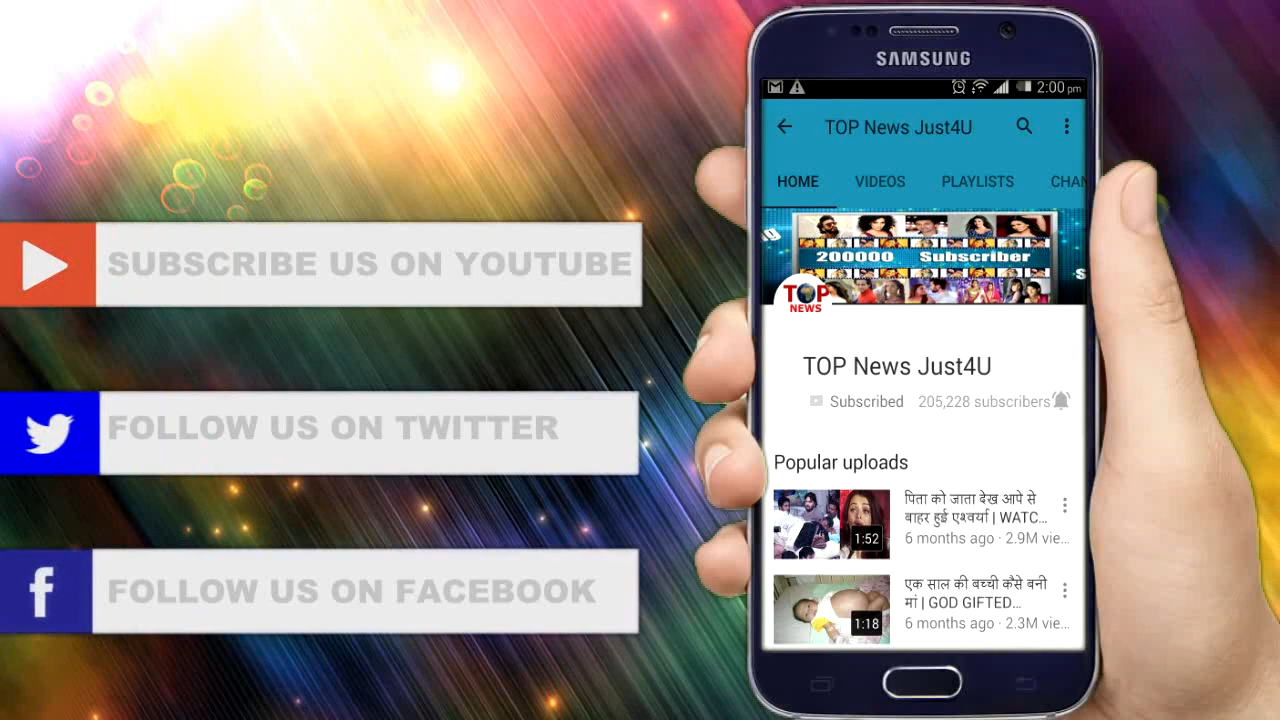 SUBSCRIBE US ON YOUTUBE
FOLLOW US ON TWITTER
FOLLOW US ON FACEBOOK
SAMSUNG
2:00 pm
TOP News Just4U
HOME VIDEOS PLAYLISTS CHAN
200000 Subscriber
TOP
NEWS
TOP News Just4U
Subscribed 205,228 subscribers
Popular uploads
पिता को जाता देख आपे से
बाहर हुई एश्वर्या | WATC...
6 months ago · 2.9M vie...
1:52
एक साल की बच्ची कैसे बनी
मां | GOD GIFTED...
6 months ago · 2.3M vie...
1:18